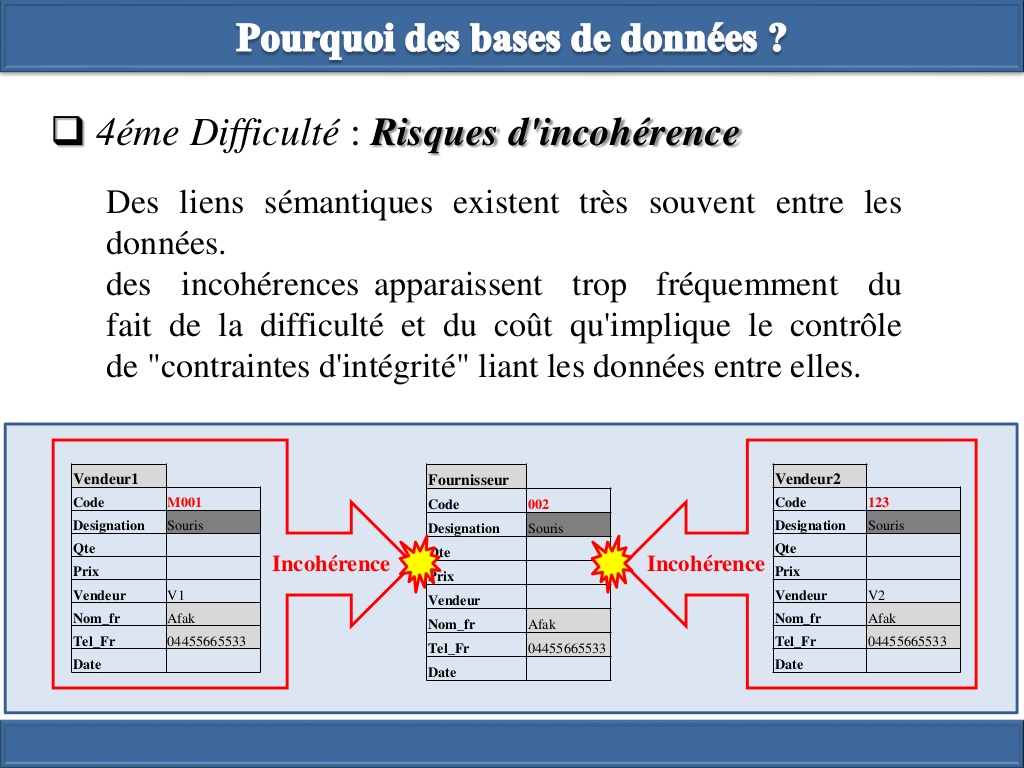 Pourquoi des bases de données ?
4éme Difficulté : Risques d'incohérence
Des liens sémantiques existent très souvent entre les
données.
des incohérences apparaissent trop fréquemment du
fait de la difficulté et du coût qu'implique le contrôle
de "contraintes d'intégrité" liant les données entre elles.
Vendeur1
Code M001
Designation Souris
Qte
Prix
Vendeur V1
Nom_fr Afak
Tel_Fr 04455665533
Date
Incohérence
Fournisseur
Code 002
Designation Souris
Qte
Prix
Vendeur
Nom_fr Afak
Tel_Fr 04455665533
Date
Incohérence
Vendeur2
Code 123
Designation Souris
Qte
Prix
Vendeur V2
Nom_fr Afak
Tel_Fr 04455665533
Date